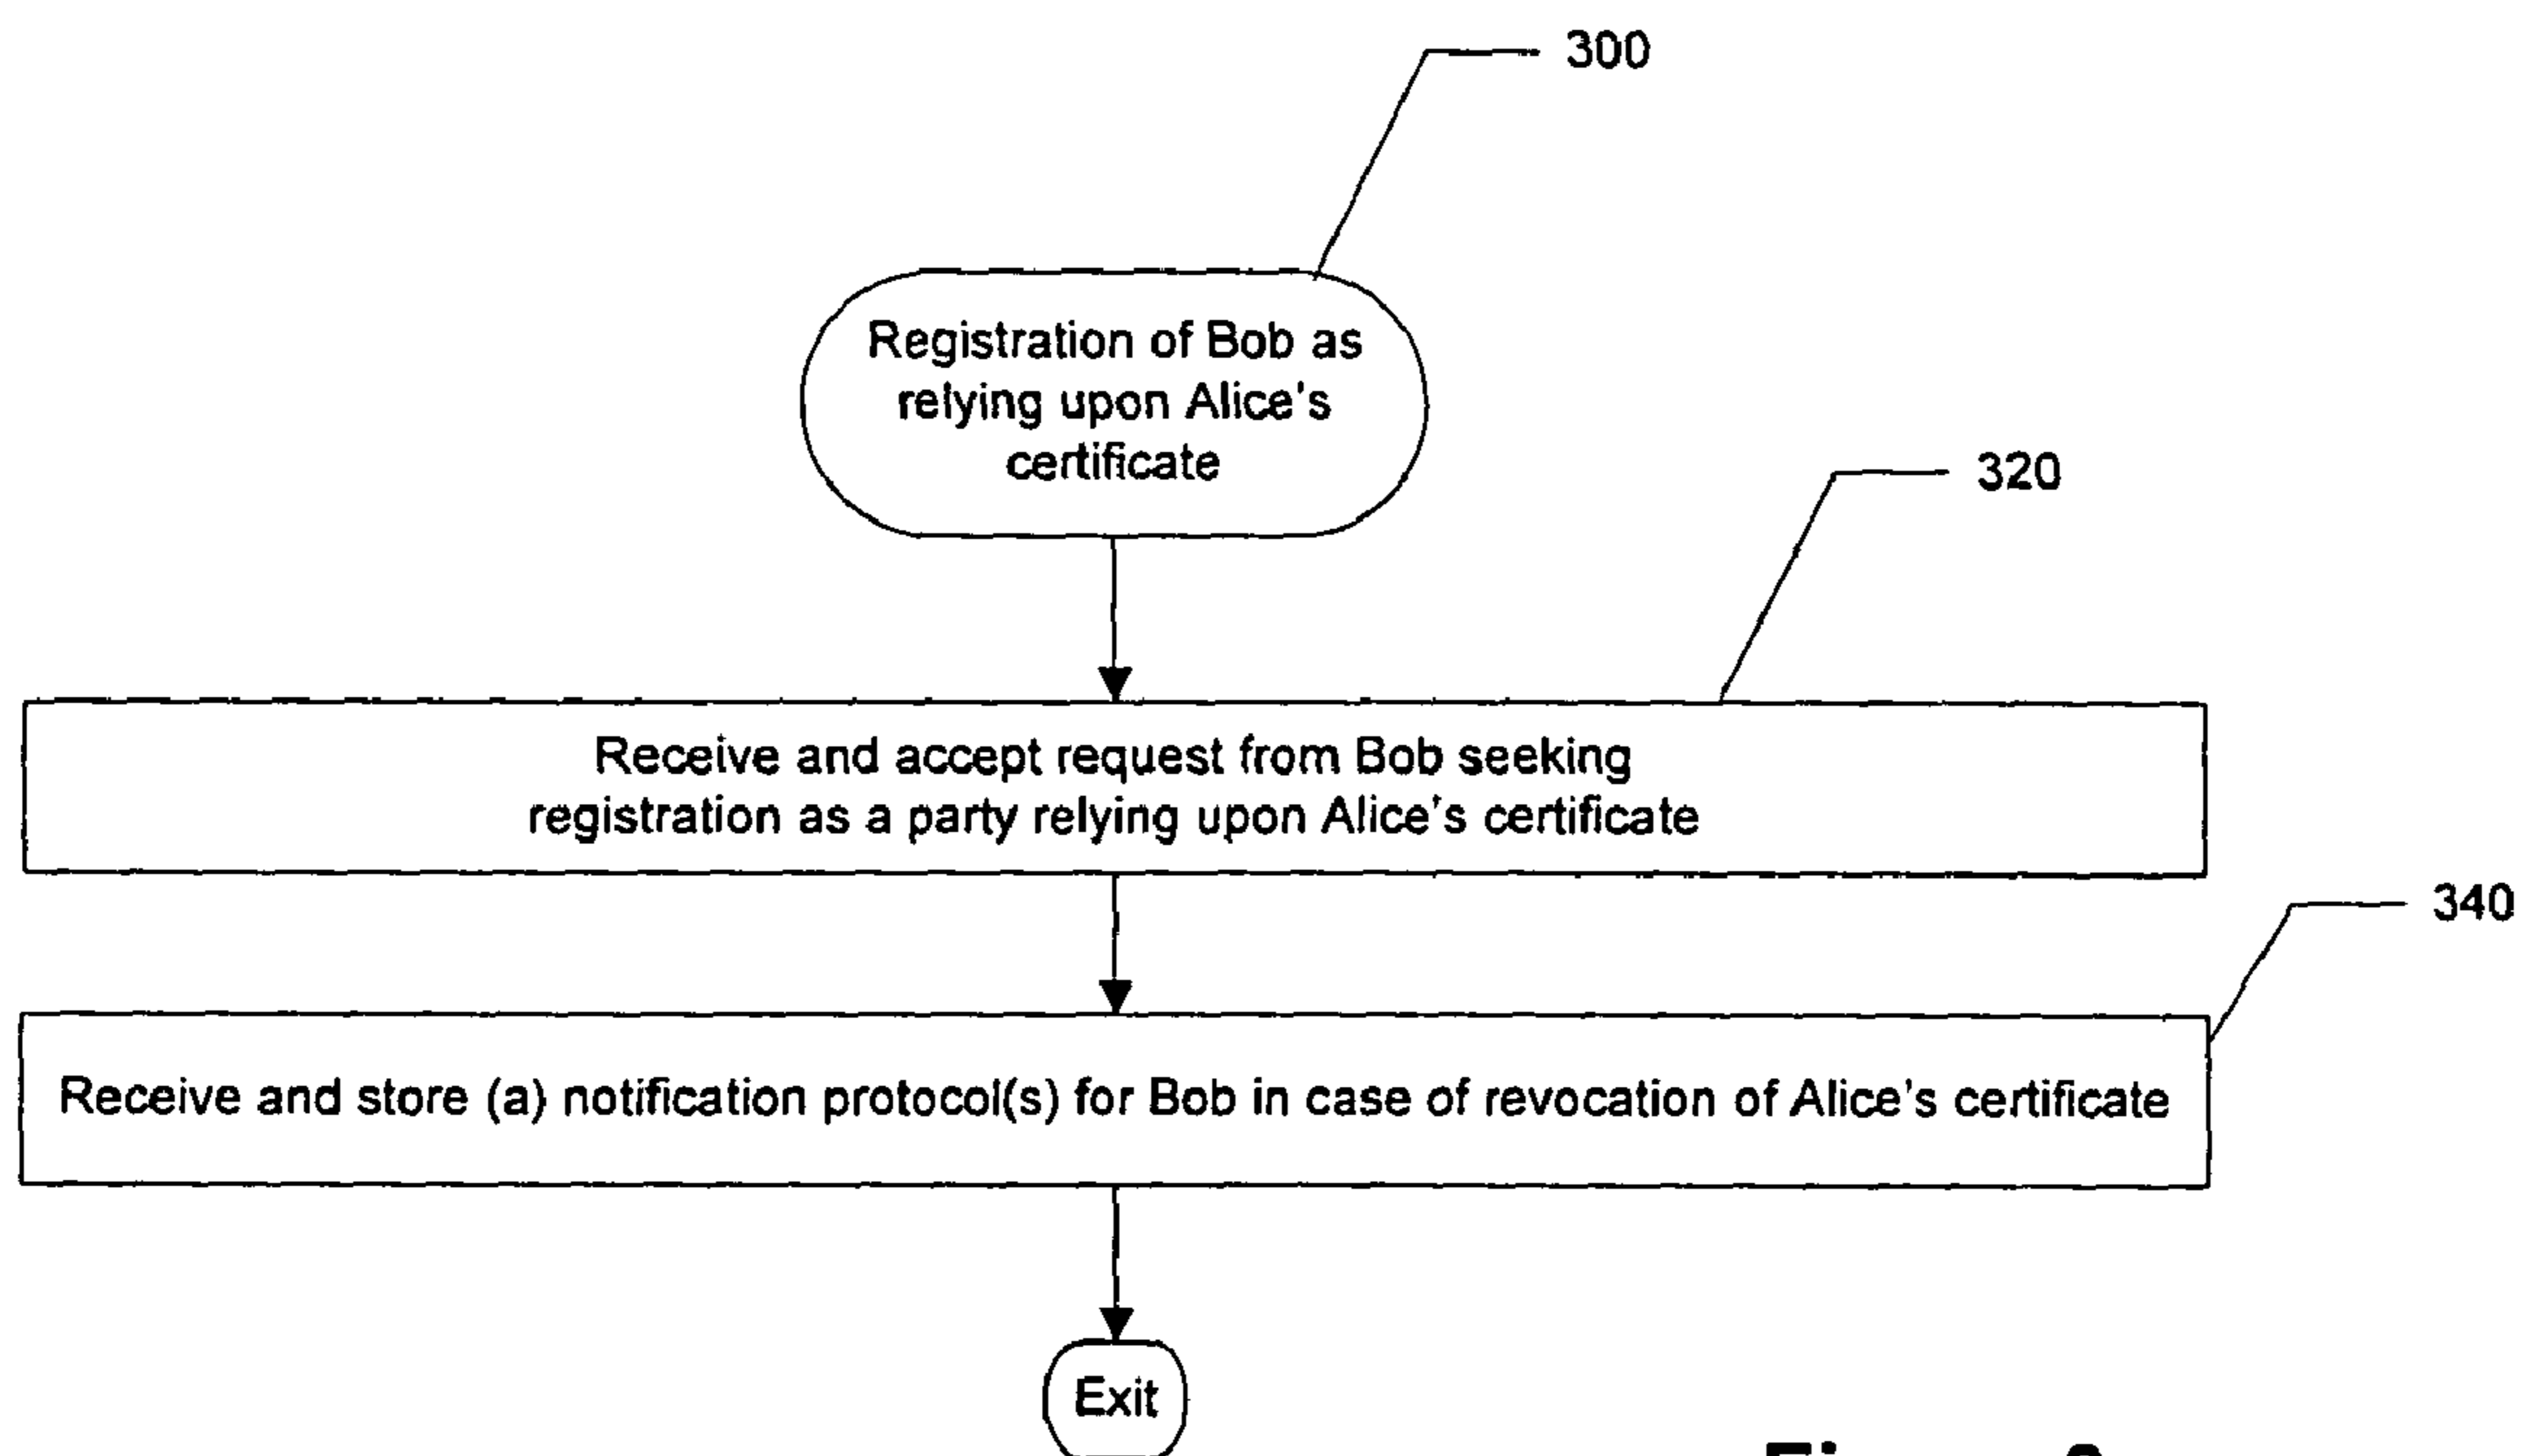 300
Registration of Bob as
relying upon Alice's
certificate
320
Receive and accept request from Bob seeking
registration as a party relying upon Alice's certificate
340
Receive and store (a) notification protocol(s) for Bob in case of revocation of Alice's certificate
Exit